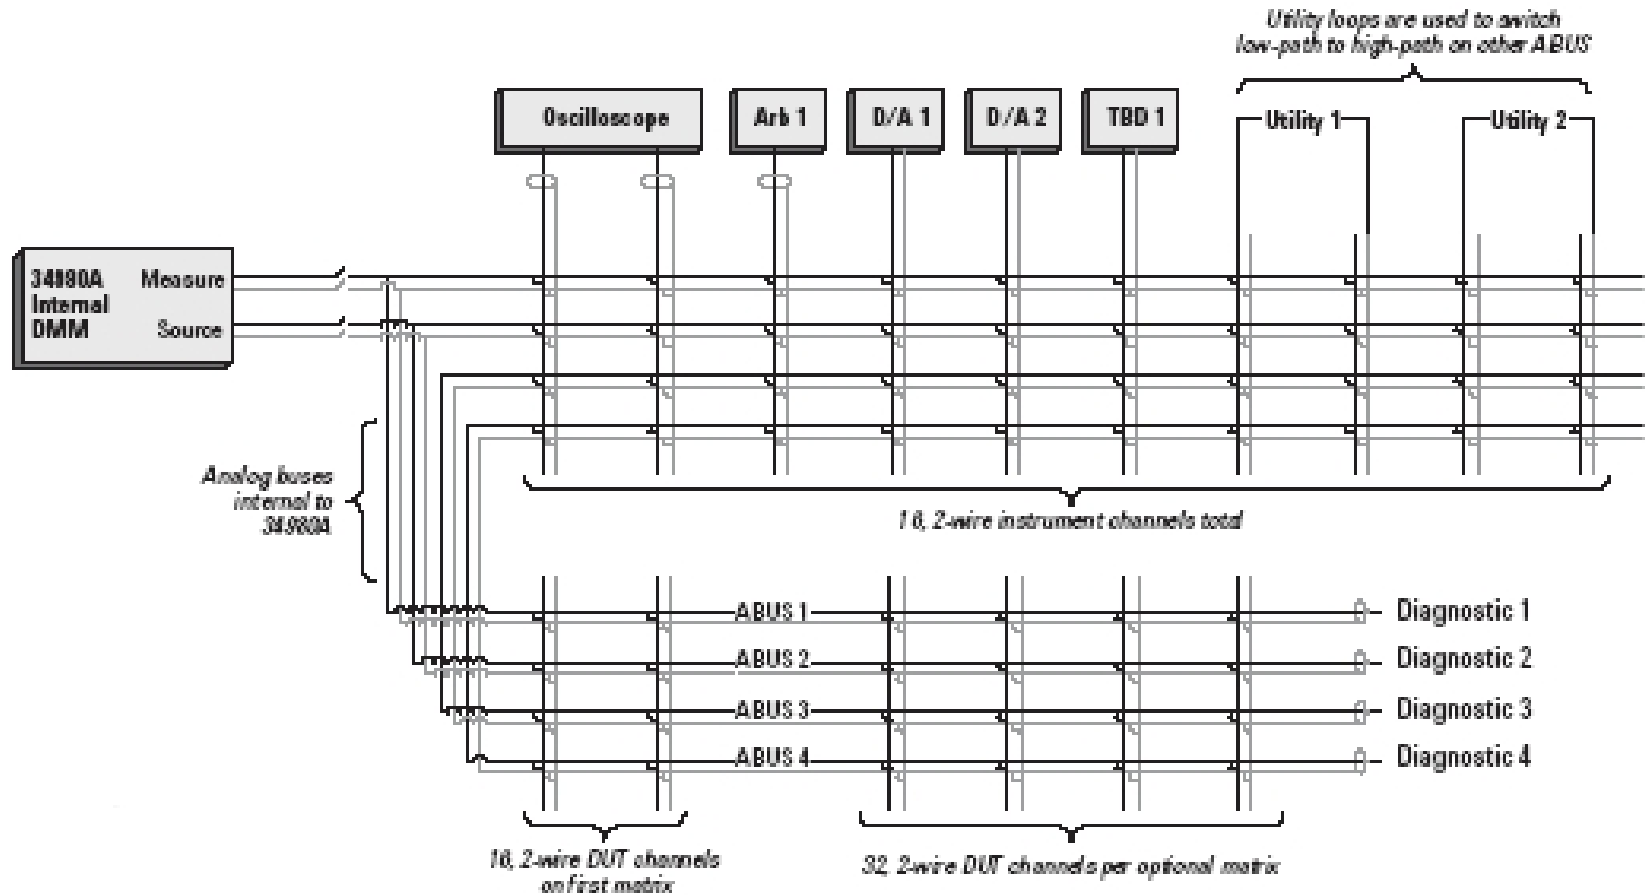 Utility loops are used to switch
low-path to high-path on other ABUS
Oscilloscope
Arb 1
D/A 1
D/A 2
TBD 1
Utility 1
Utility 2
34980A Measure
Internal
DMM Source
Analog buses
internal to
34980A
16, 2-wire instrument channels total
ABUS 1
Diagnostic 1
ABUS 2
Diagnostic 2
ABUS 3
Diagnostic 3
ABUS 4
Diagnostic 4
16, 2-wire DUT channels
on first matrix
32, 2-wire DUT channels per optional matrix